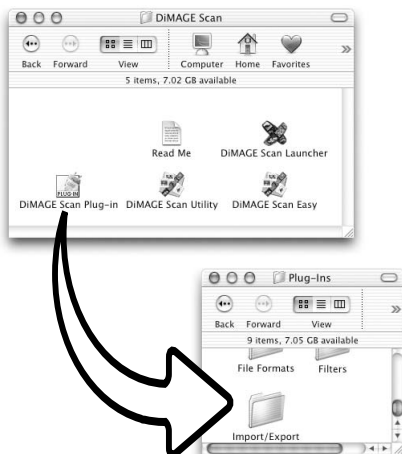 DiMAGE Scan
Back Forward View Computer Home Favorites
5 items, 7.02 GB available
Read Me DiMAGE Scan Launcher
PLUG-IN
DiMAGE Scan Plug-in DiMAGE Scan Utility DiMAGE Scan Easy
Plug-Ins
Back Forward View
9 items, 7.05 GB available
File Formats Filters
Import/Export